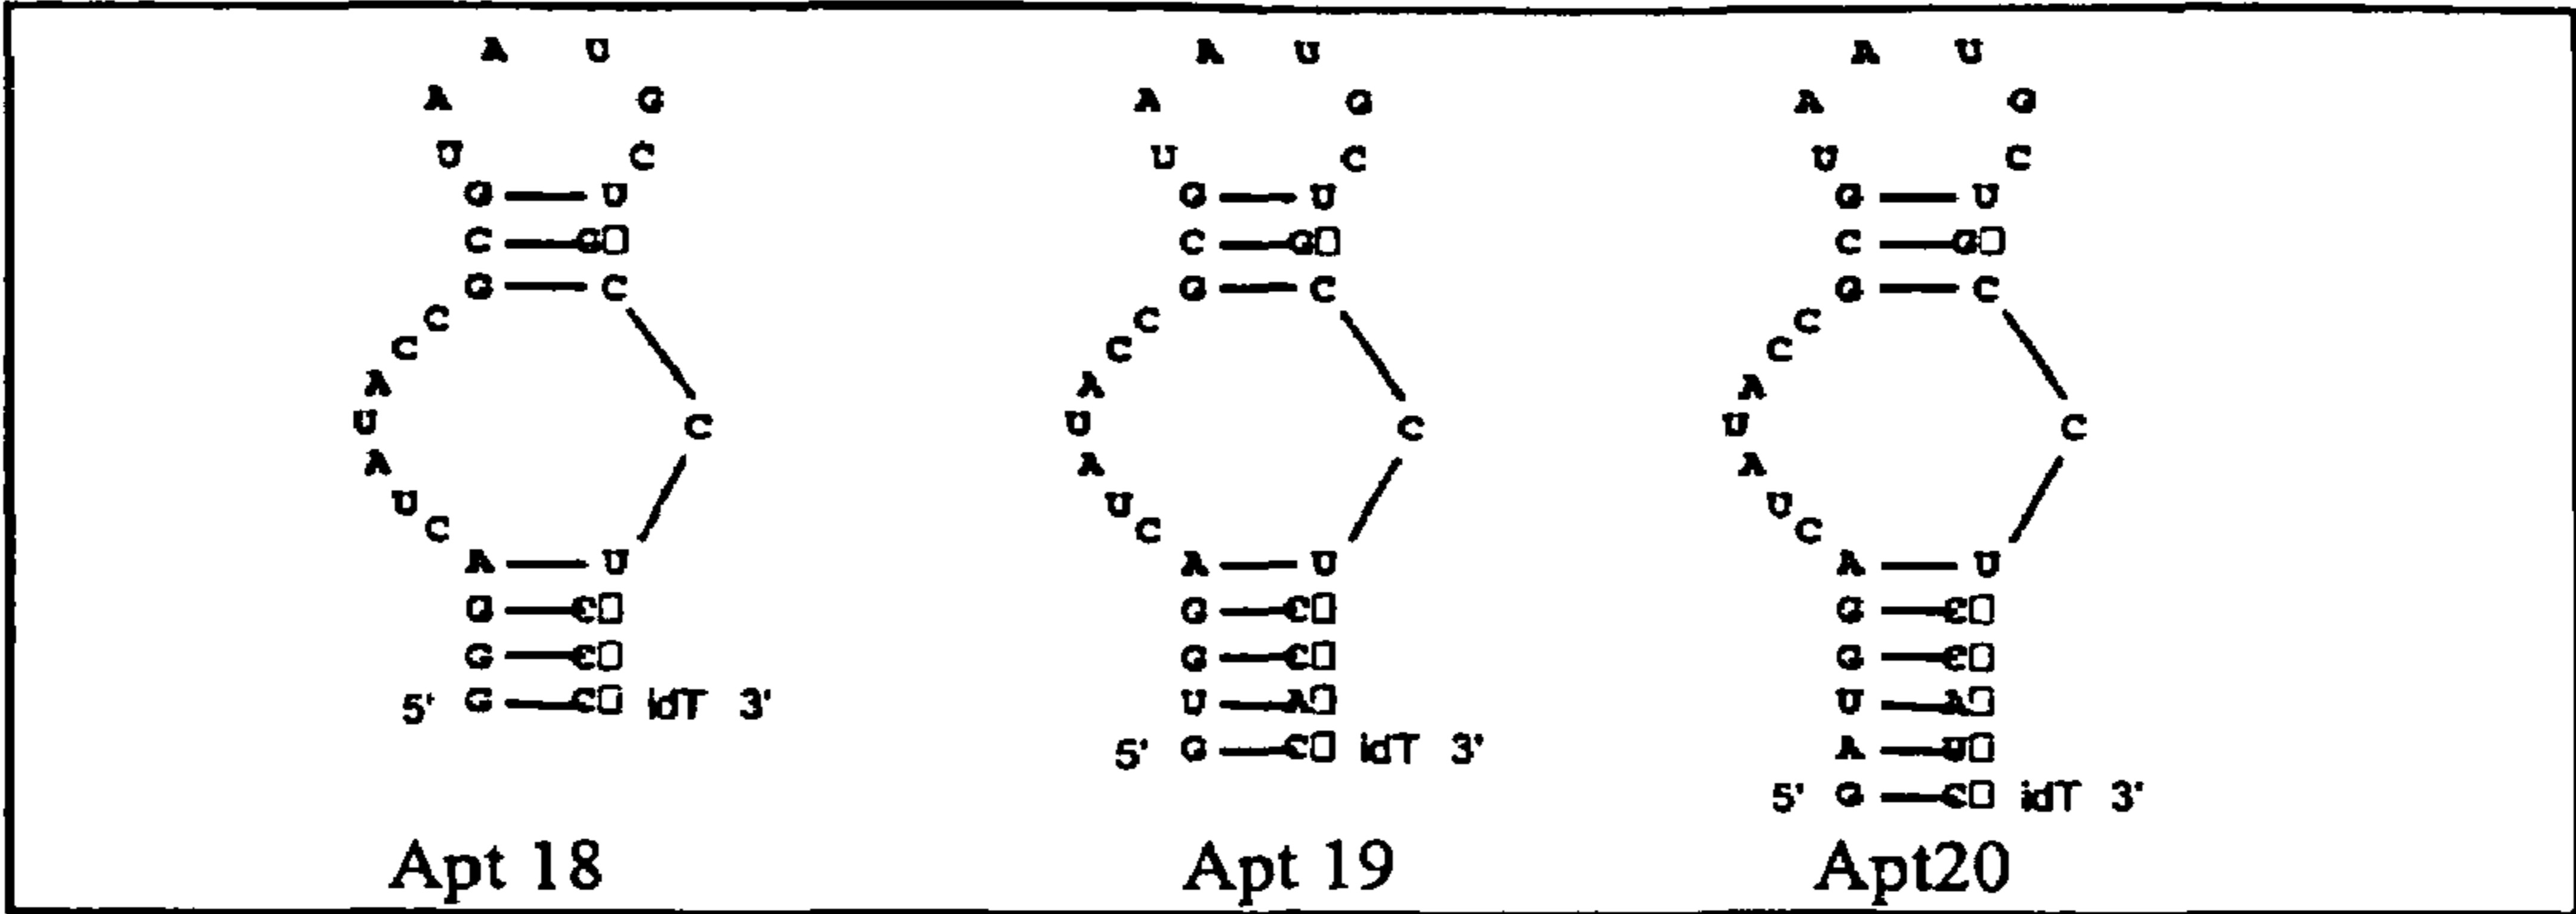 A U A U A U
A G A G A G
U C U C U C
G U G U G U
C G□ C G□ C G□
G C G C G C
C C C
C C C
A A A
U C U C U C
A A A
U U U
C C C
A U A U A U
G C□ G C□ G C□
G C□ G C□ G C□
5' G C□ idT 3' U A□ U A□
5' G C□ idT 3' A U□
5' G C□ idT 3'
Apt 18 Apt 19 Apt20